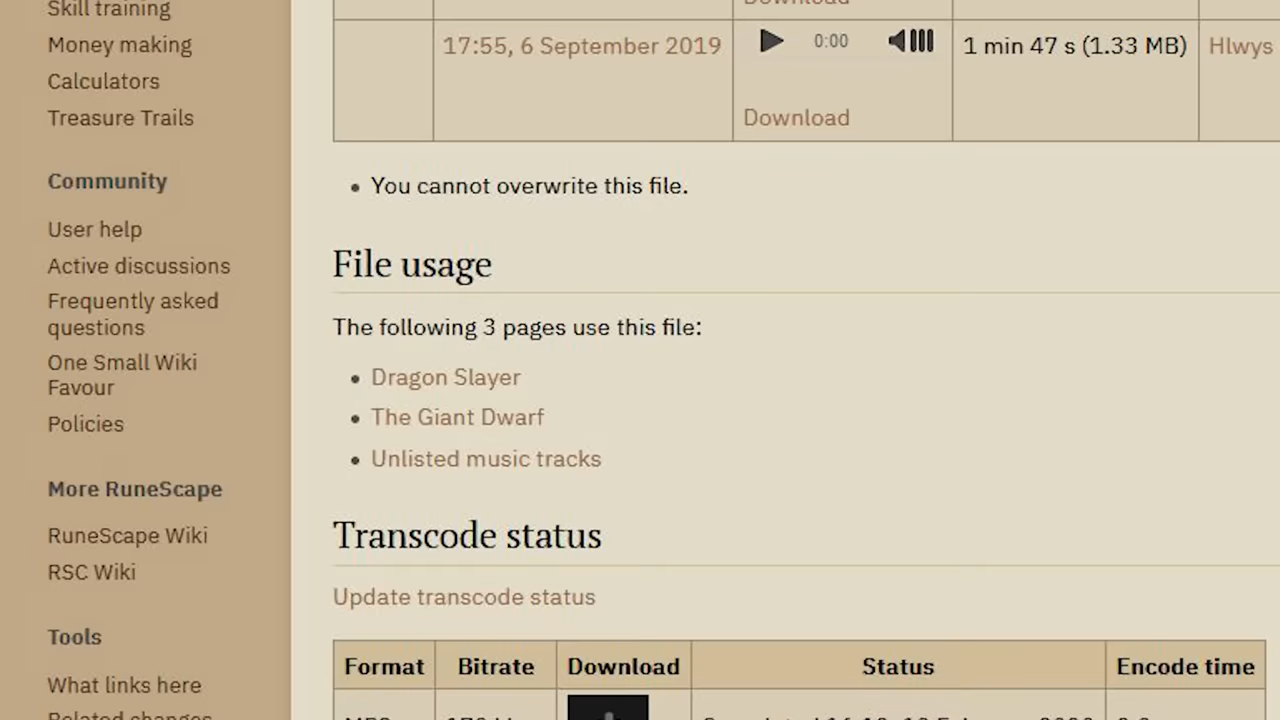 Skill training
Money making
Calculators
Treasure Trails
Community
User help
Active discussions
Frequently asked
questions
One Small Wiki
Favour
Policies
More RuneScape
RuneScape Wiki
RSC Wiki
Tools
What links here
Related changes
Download
17:55, 6 September 2019
0:00
1 min 47 s (1.33 MB)
Hlwys
Download
You cannot overwrite this file.
File usage
The following 3 pages use this file:
Dragon Slayer
The Giant Dwarf
Unlisted music tracks
Transcode status
Update transcode status
Format Bitrate Download Status Encode time